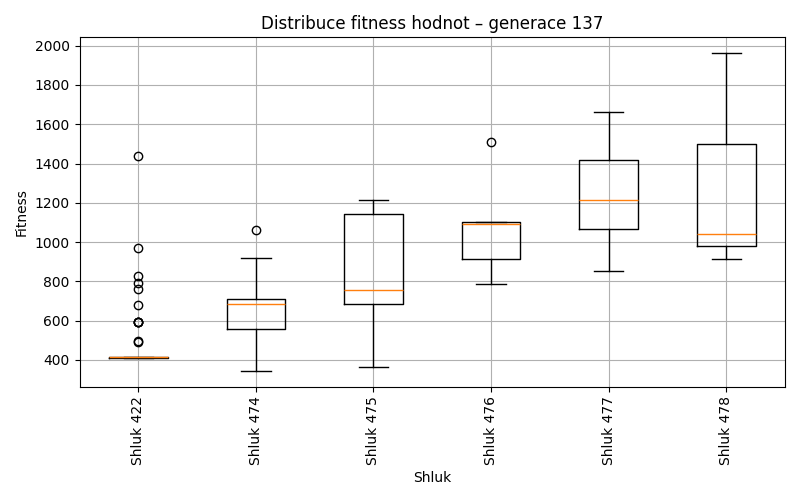 Distribuce fitness hodnot – generace 137
Fitness
2000
1800
1600
1400
1200
1000
800
600
400
Shluk 422
Shluk 474
Shluk 475
Shluk 476
Shluk 477
Shluk 478
Shluk